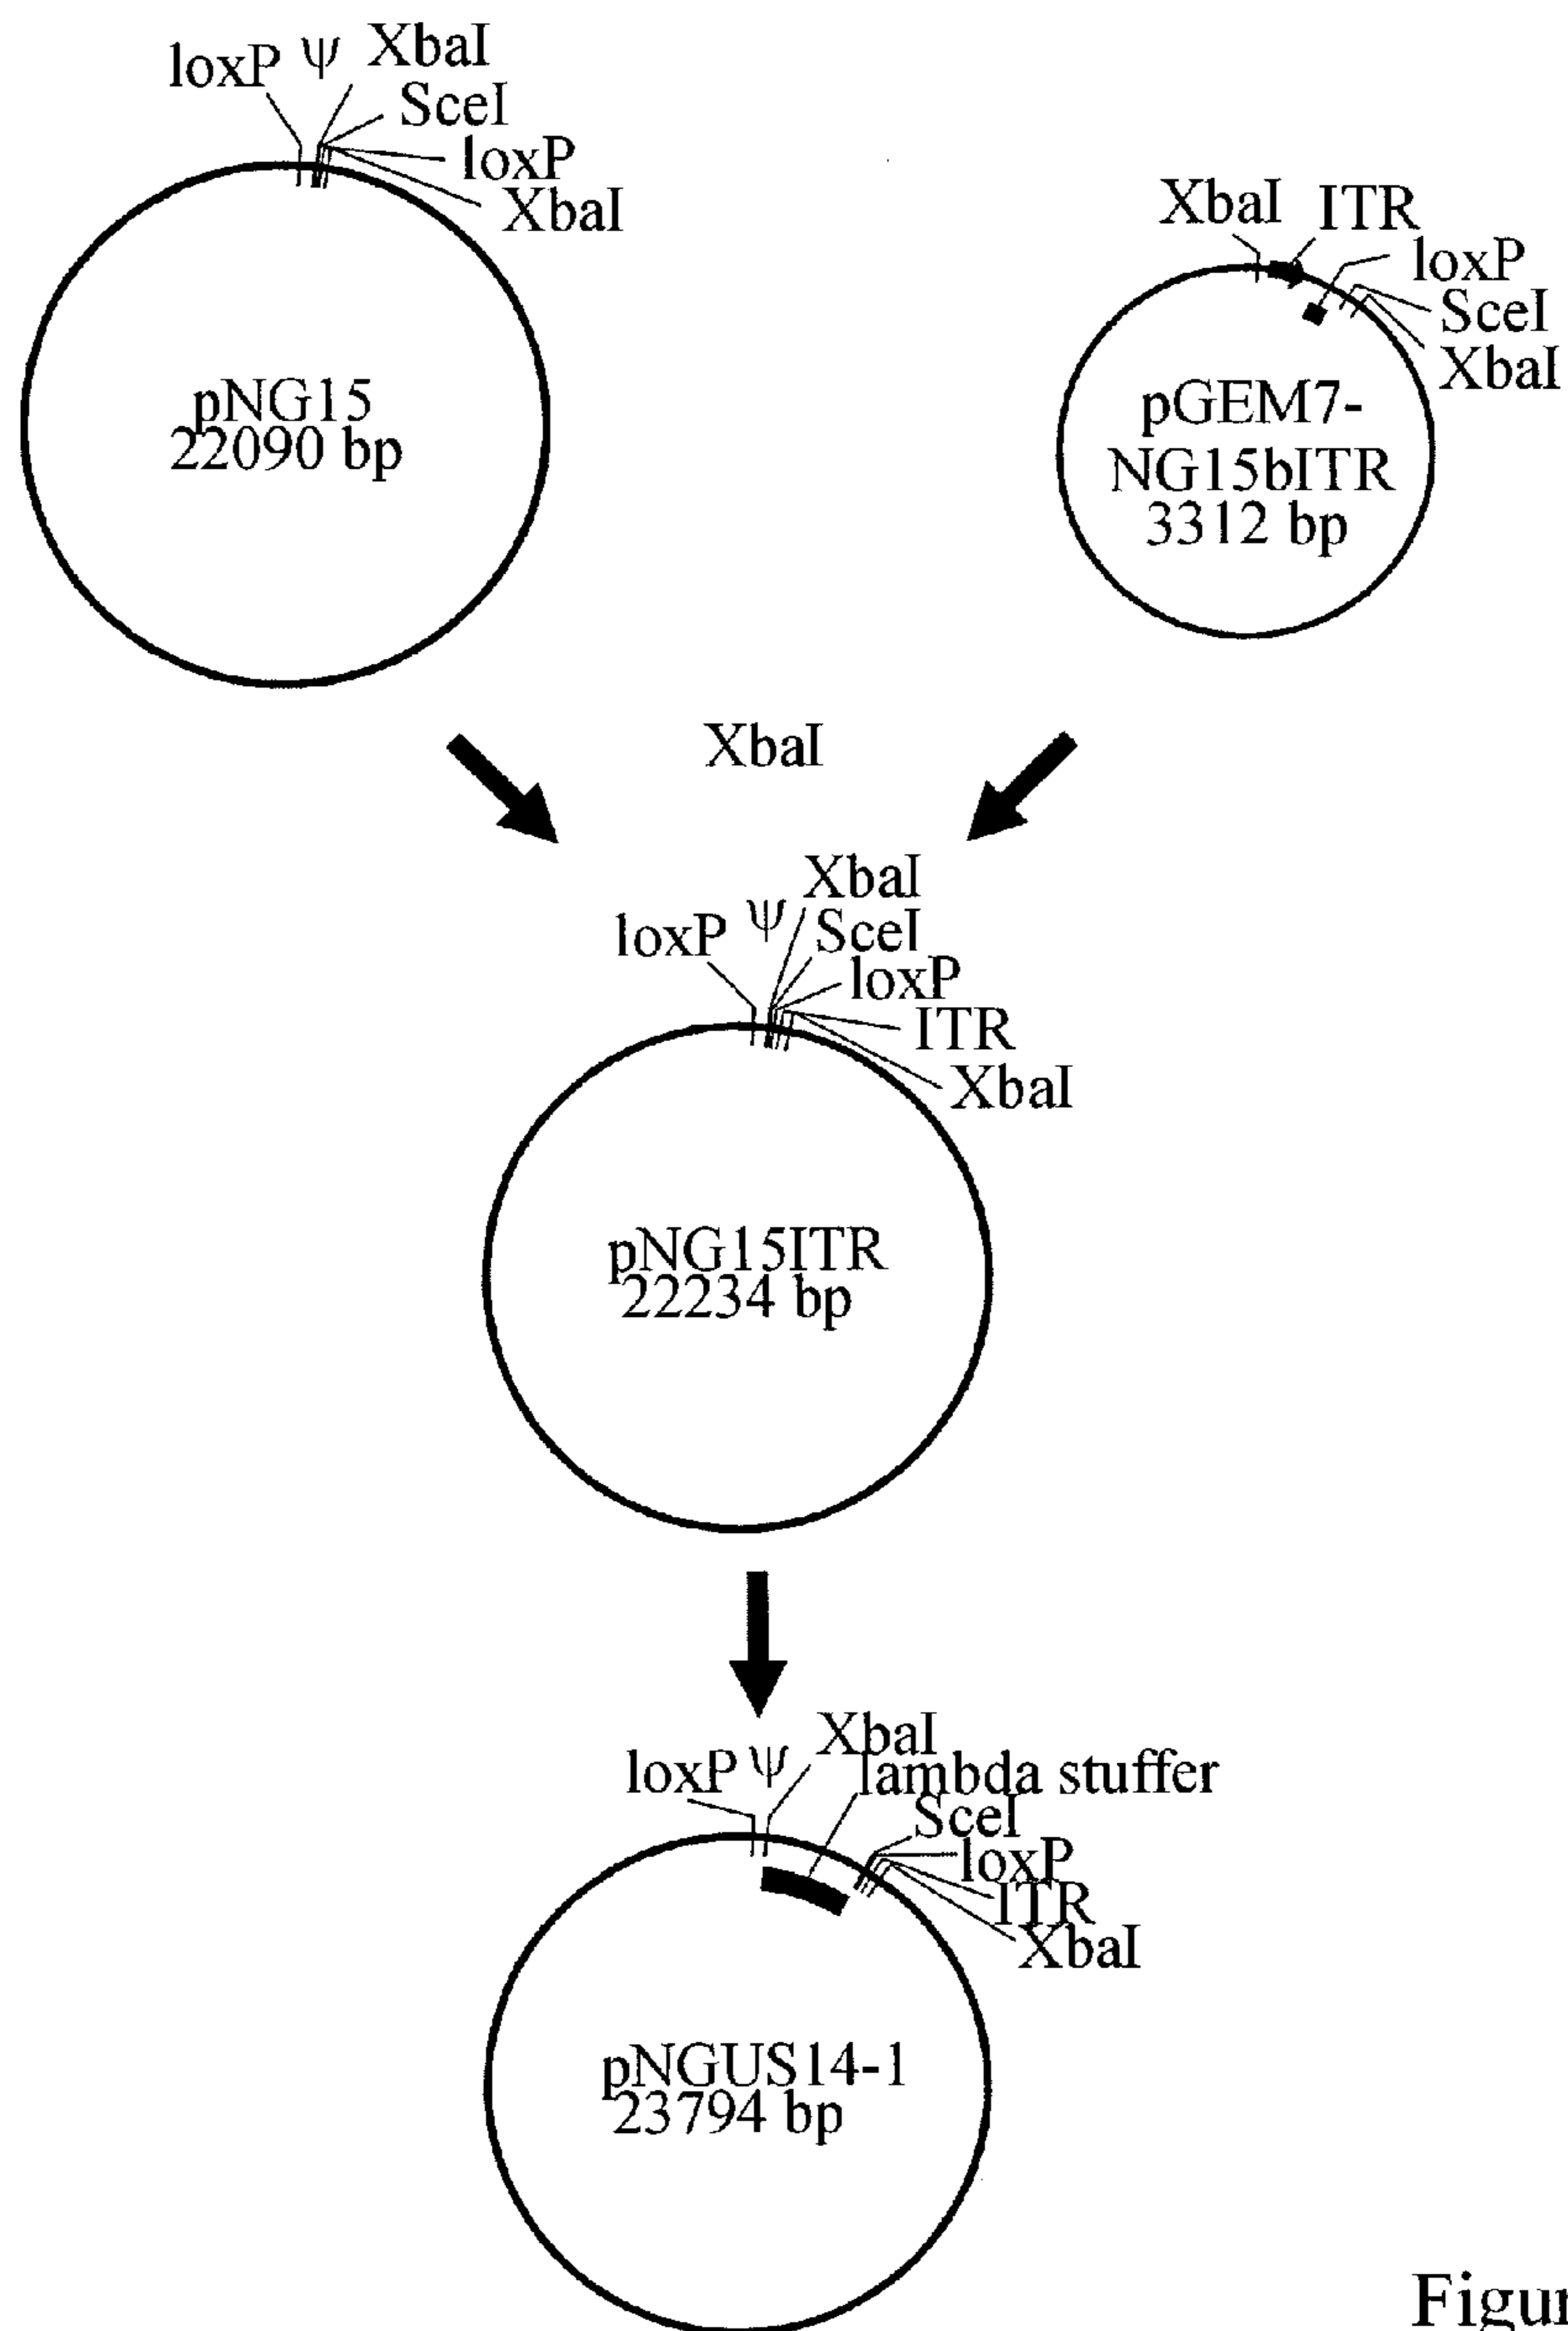 loxP ψ XbaI
SceI
loxP
XbaI
pNG15
22090 bp
XbaI ITR
loxP
SceI
XbaI
pGEM7-
NG15bITR
3312 bp
XbaI
XbaI
loxP ψ SceI
loxP
ITR
XbaI
pNG15ITR
22234 bp
XbaI
loxP ψ lambda stuffer
SceI
loxP
ITR
XbaI
pNGUS14-1
23794 bp